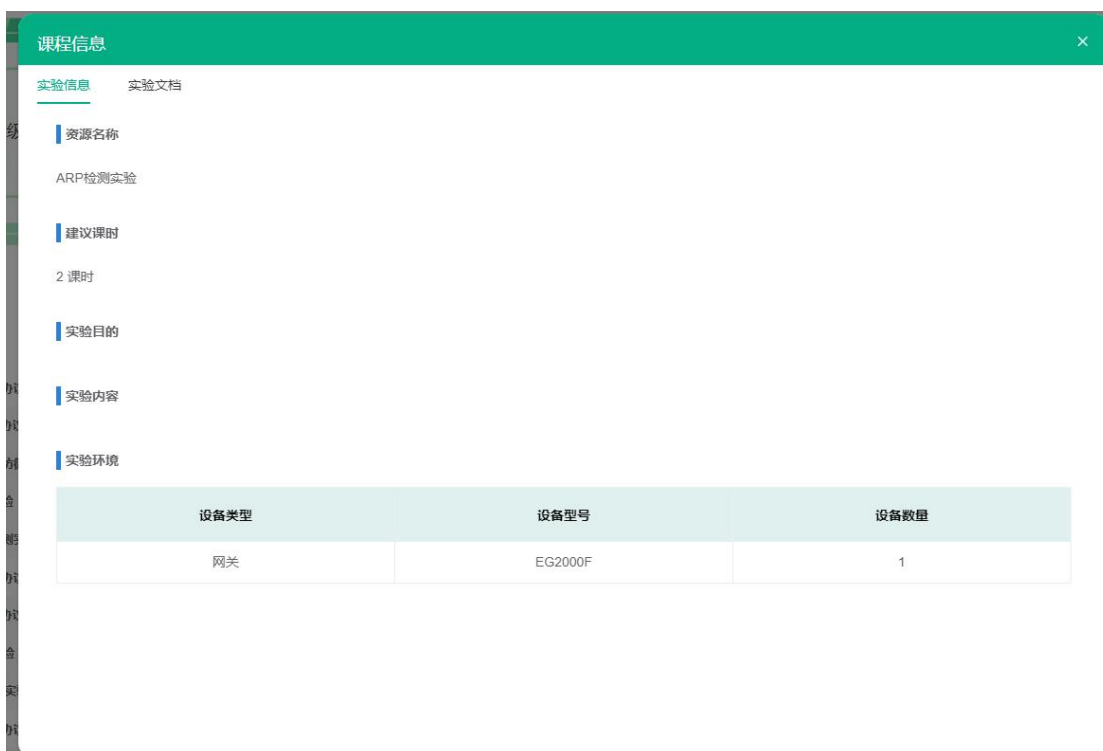 课程信息 ×
实验信息 实验文档
资源名称
ARP检测实验
建议课时
2 课时
实验目的
实验内容
实验环境
设备类型 设备型号 设备数量
网关 EG2000F 1